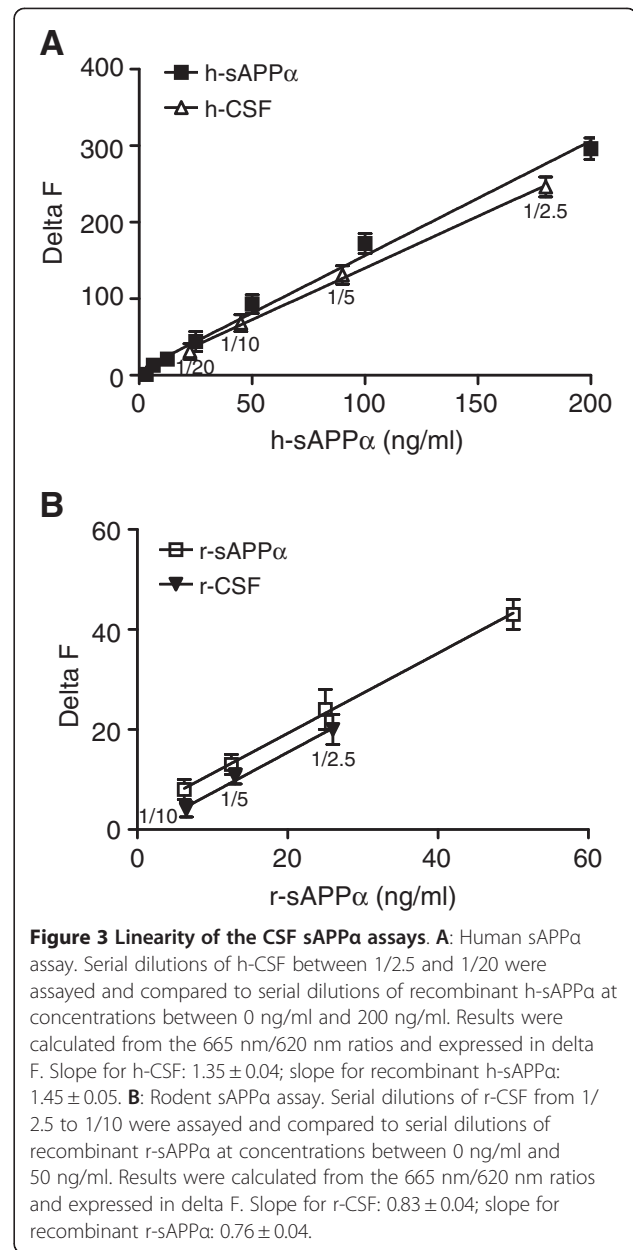 A
400
300
200
100
0
Delta F
h-sAPPα
h-CSF
1/20
1/10
1/5
1/2.5
0 50 100 150 200
h-sAPPα (ng/ml)
B
60
40
20
0
Delta F
r-sAPPα
r-CSF
1/10
1/5
1/2.5
0 20 40 60
r-sAPPα (ng/ml)
Figure 3 Linearity of the CSF sAPPα assays. A: Human sAPPα
assay. Serial dilutions of h-CSF between 1/2.5 and 1/20 were
assayed and compared to serial dilutions of recombinant h-sAPPα at
concentrations between 0 ng/ml and 200 ng/ml. Results were
calculated from the 665 nm/620 nm ratios and expressed in delta
F. Slope for h-CSF: 1.35 ± 0.04; slope for recombinant h-sAPPα:
1.45 ± 0.05. B: Rodent sAPPα assay. Serial dilutions of r-CSF from 1/
2.5 to 1/10 were assayed and compared to serial dilutions of
recombinant r-sAPPα at concentrations between 0 ng/ml and
50 ng/ml. Results were calculated from the 665 nm/620 nm ratios
and expressed in delta F. Slope for r-CSF: 0.83 ± 0.04; slope for
recombinant r-sAPPα: 0.76 ± 0.04.